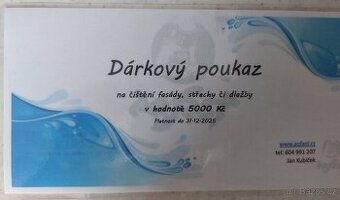 Dárkový poukaz
na čištění fasády, střechy či dlažby
v hodnotě 5000 Kč
Platnost do 31-12-2025
tel: 604 991 207
Jan Kubíček